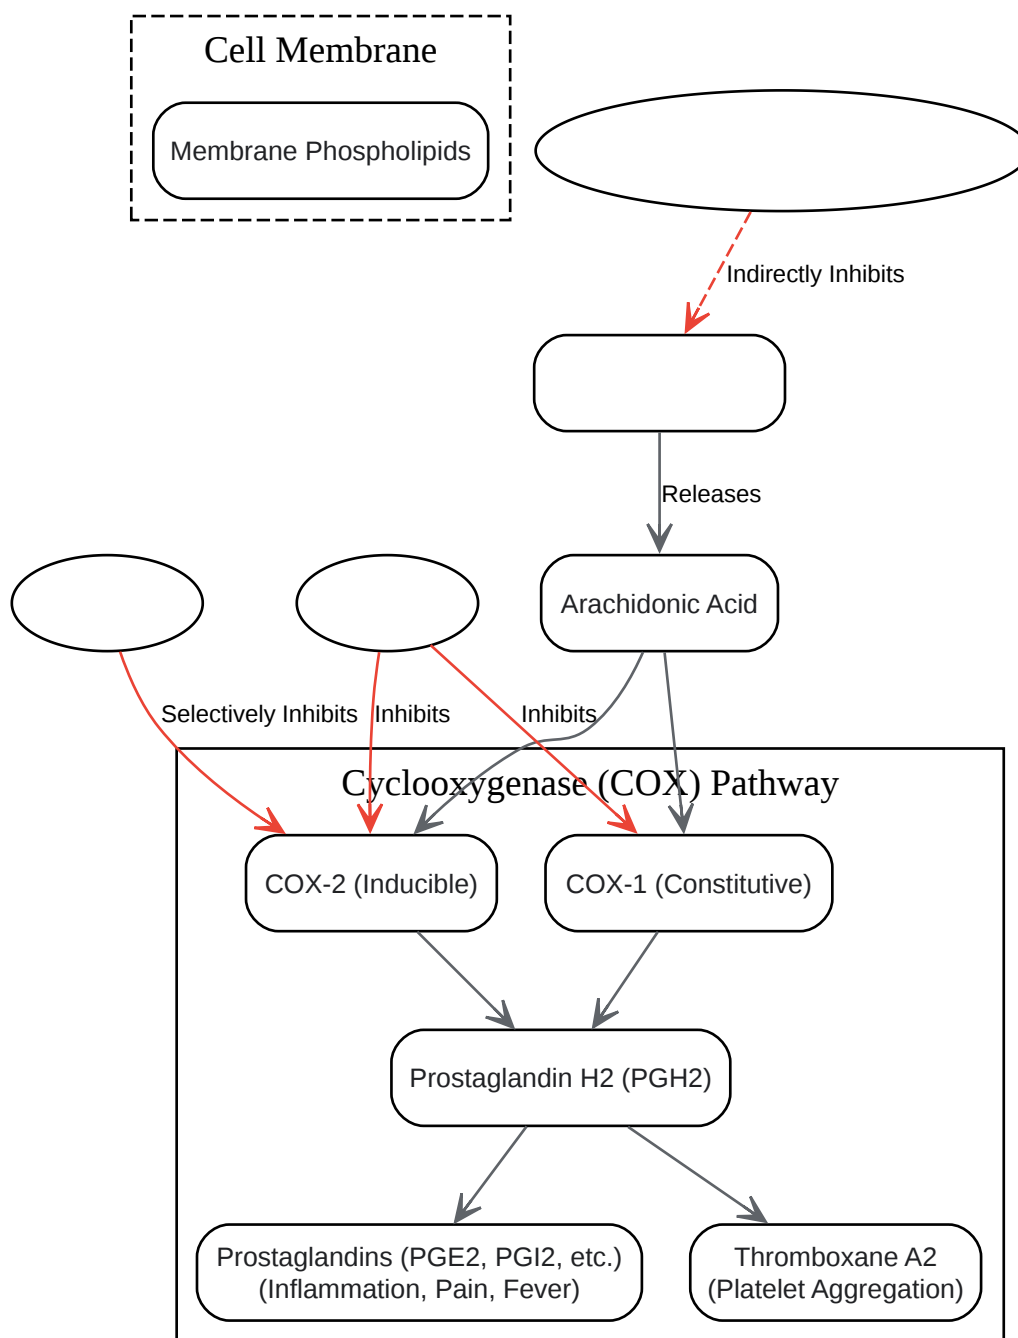 Cell Membrane
Membrane Phospholipids
Indirectly Inhibits
Releases
Arachidonic Acid
Selectively Inhibits
Inhibits
Inhibits
Cyclooxygenase (COX) Pathway
COX-2 (Inducible)
COX-1 (Constitutive)
Prostaglandin H2 (PGH2)
Prostaglandins (PGE2, PGI2, etc.)
(Inflammation, Pain, Fever)
Thromboxane A2
(Platelet Aggregation)